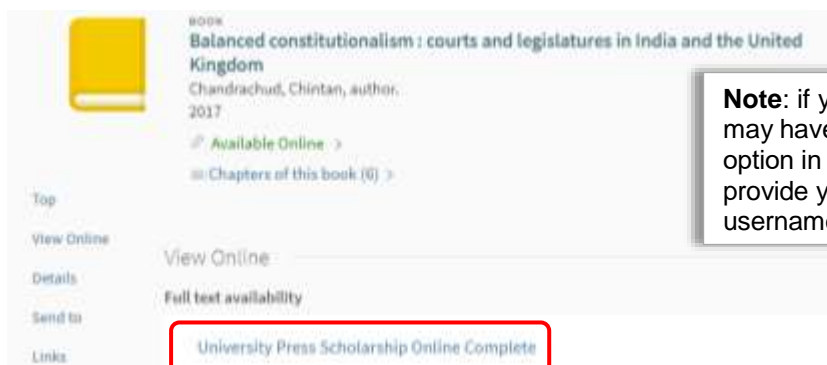 BOOK
Balanced constitutionalism : courts and legislatures in India and the United
Kingdom
Chandrachud, Chintan, author.
2017
Available Online >
Chapters of this book (6) >
Note: if y
may have
option in
provide y
username
Top
View Online
Details
Send to
Links
View Online
Full text availability
University Press Scholarship Online Complete